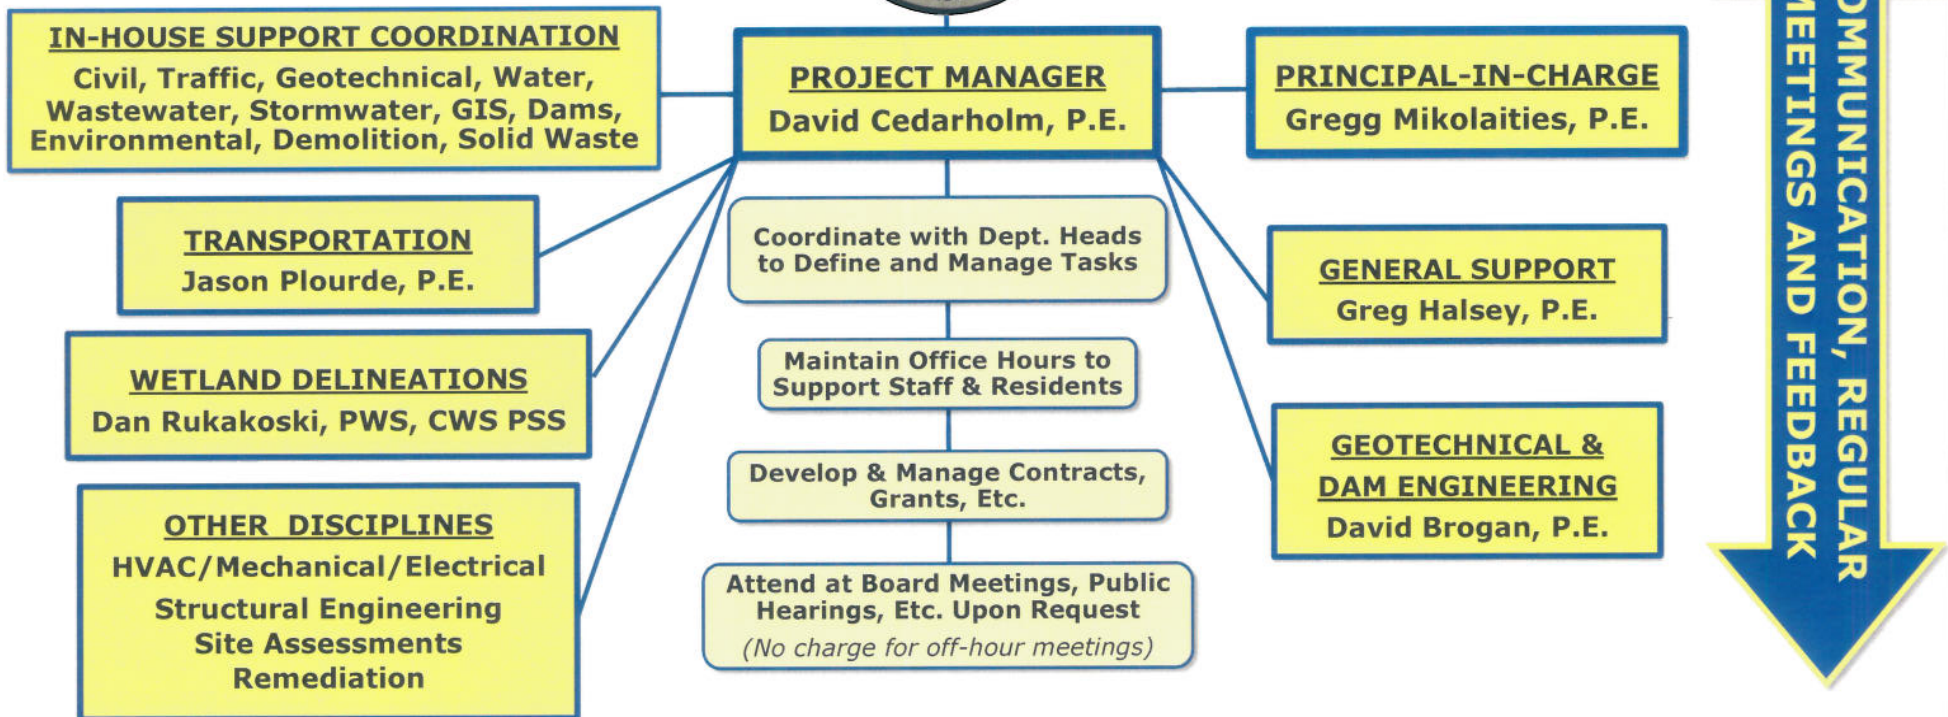 IN-HOUSE SUPPORT COORDINATION
Civil, Traffic, Geotechnical, Water,
Wastewater, Stormwater, GIS, Dams,
Environmental, Demolition, Solid Waste
PROJECT MANAGER
David Cedarholm, P.E.
PRINCIPAL-IN-CHARGE
Gregg Mikolaities, P.E.
TRANSPORTATION
Jason Plourde, P.E.
WETLAND DELINEATIONS
Dan Rukakoski, PWS, CWS PSS
OTHER DISCIPLINES
HVAC/Mechanical/Electrical
Structural Engineering
Site Assessments
Remediation
Coordinate with Dept. Heads
to Define and Manage Tasks
Maintain Office Hours to
Support Staff & Residents
Develop & Manage Contracts,
Grants, Etc.
Attend at Board Meetings, Public
Hearings, Etc. Upon Request
(No charge for off-hour meetings)
GENERAL SUPPORT
Greg Halsey, P.E.
GEOTECHNICAL &
DAM ENGINEERING
David Brogan, P.E.
OMMUNICATION, REGULAR
MEETINGS AND FEEDBACK